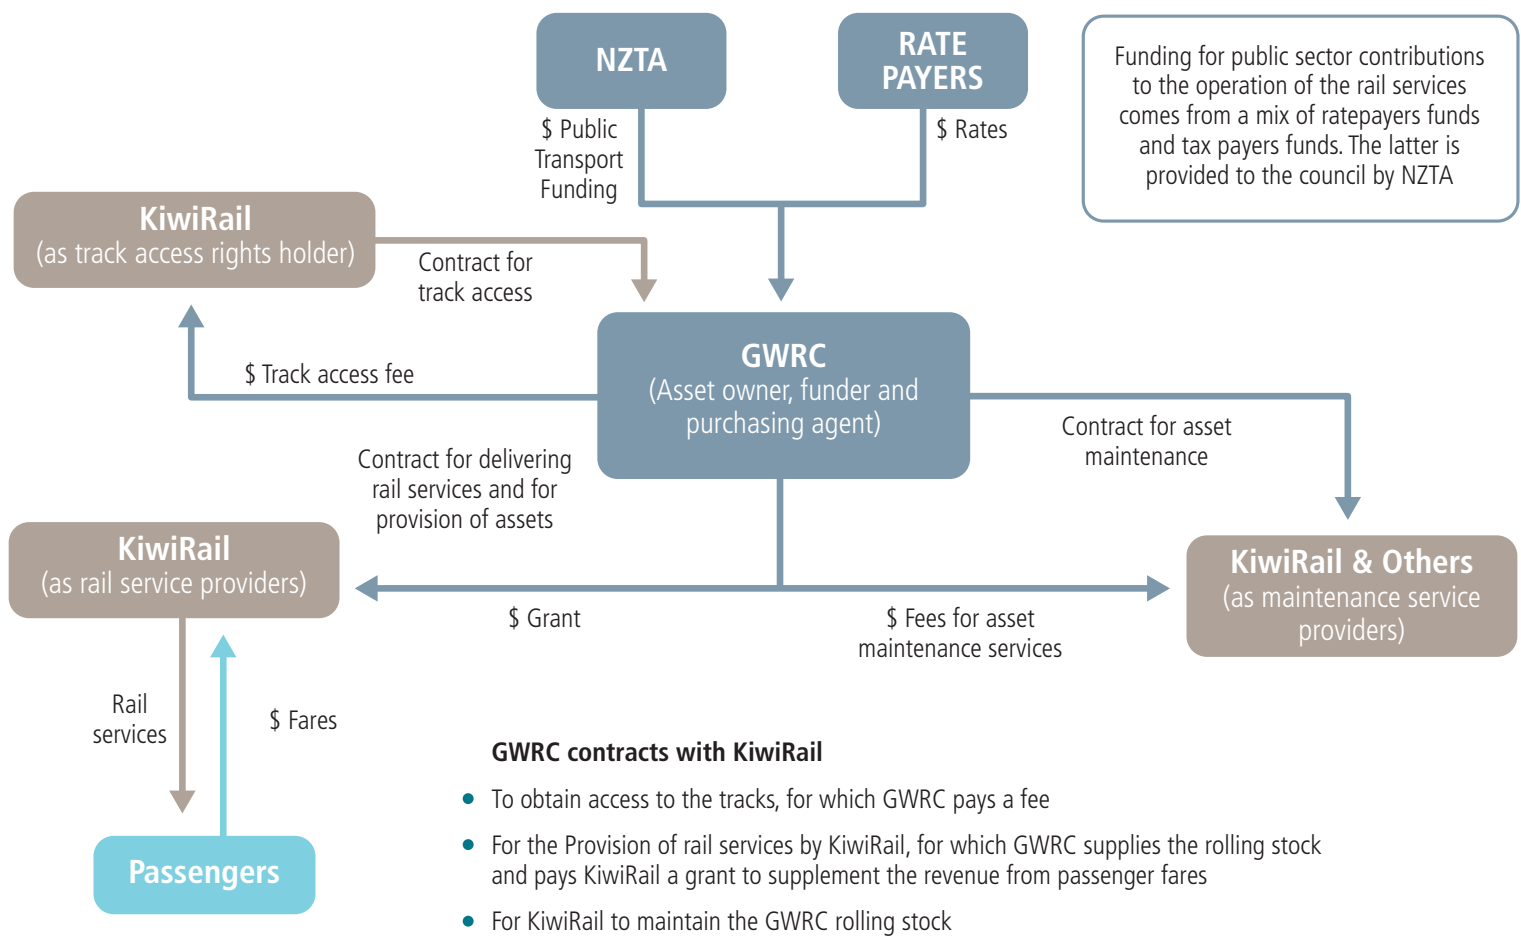 NZTA
RATE
PAYERS
Funding for public sector contributions
to the operation of the rail services
comes from a mix of ratepayers funds
and tax payers funds. The latter is
provided to the council by NZTA
$ Public
Transport
Funding
$ Rates
KiwiRail
(as track access rights holder)
Contract for
track access
$ Track access fee
GWRC
(Asset owner, funder and
purchasing agent)
Contract for asset
maintenance
Contract for delivering
rail services and for
provision of assets
KiwiRail
(as rail service providers)
KiwiRail & Others
(as maintenance service
providers)
$ Grant
$ Fees for asset
maintenance services
Rail
services
$ Fares
Passengers
GWRC contracts with KiwiRail
• To obtain access to the tracks, for which GWRC pays a fee
• For the Provision of rail services by KiwiRail, for which GWRC supplies the rolling stock
and pays KiwiRail a grant to supplement the revenue from passenger fares
• For KiwiRail to maintain the GWRC rolling stock